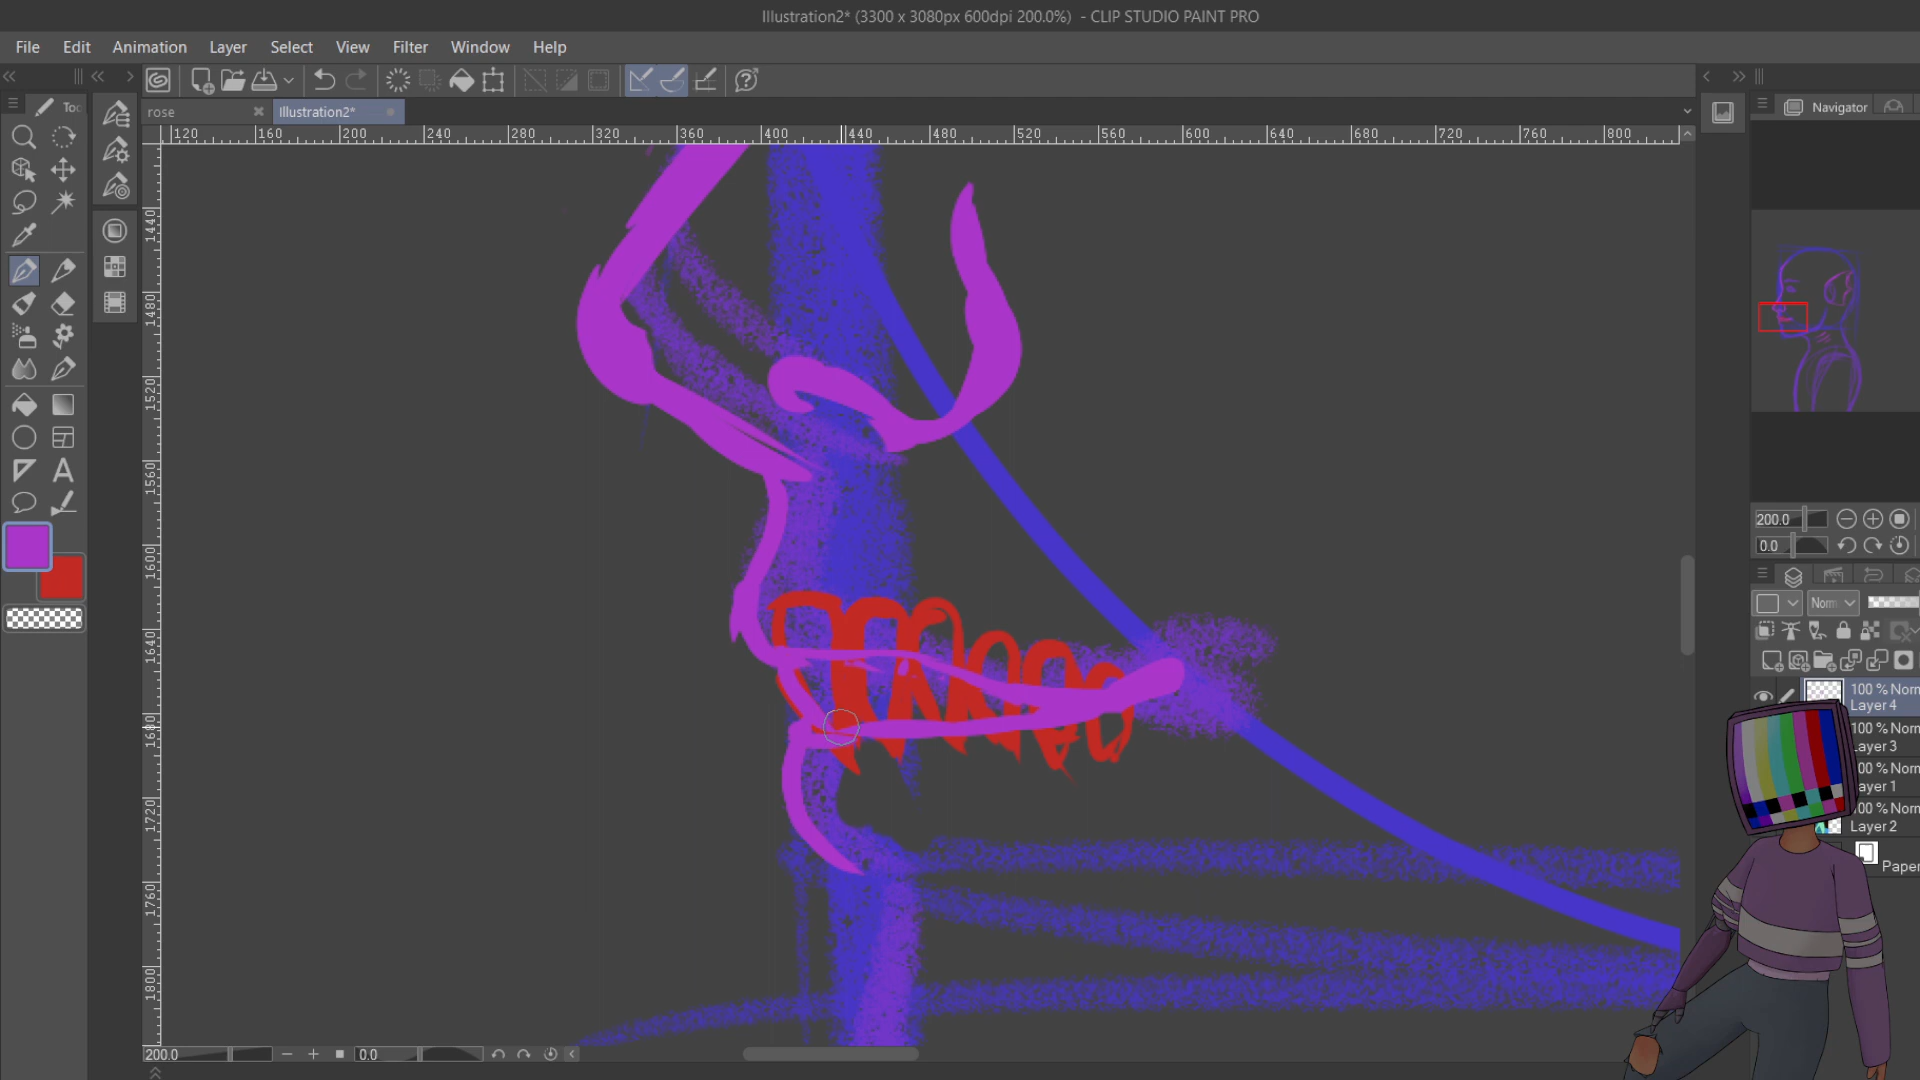 Illustration2* (3300 x 3080px 600dpi 200.0%) - CLIP STUDIO PAINT PRO
File Edit Animation Layer Select View Filter Window Help
Too
rose Illustration2*
Navigator
120 160 200 240 280 320 360 400 440 480 520 560 600 640 680 720 760 800
1440
1480
1520
1560
1600
1640
1680
1720
1760
1800
200.0
0.0
Norm
100 % Norm
Layer 4
100 % Norm
Layer 3
00 % Norm
ayer 1
00 % Norm
Layer 2
Paper
200.0 0.0